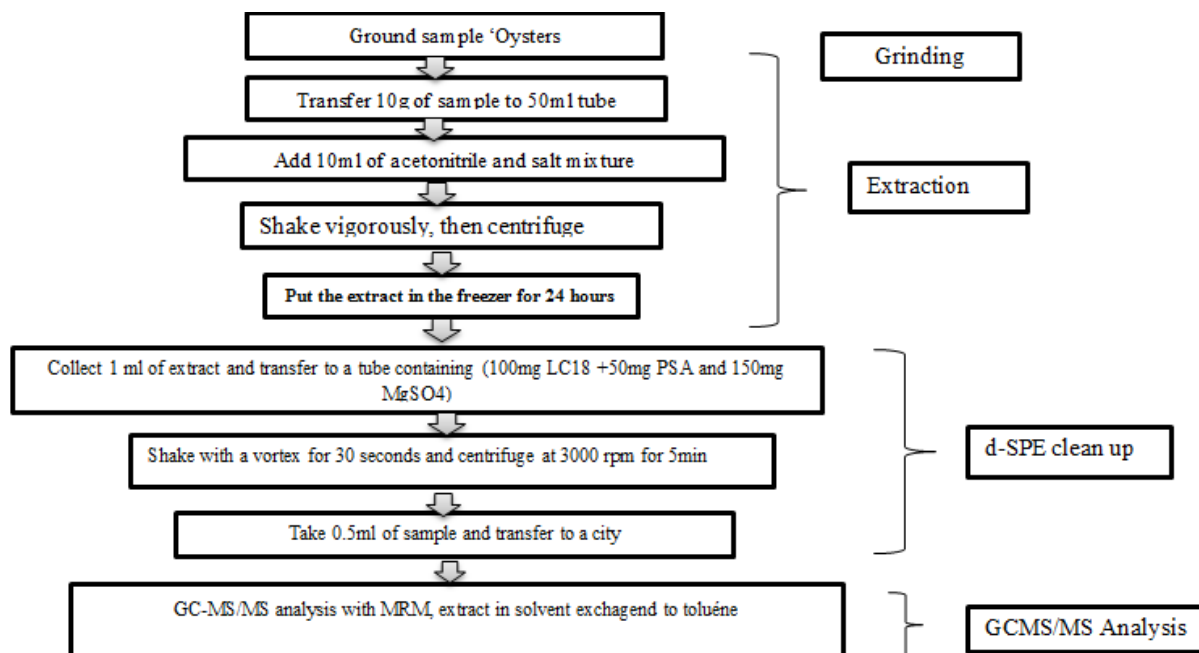 Ground sample ‘Oysters
Grinding
Transfer 10g of sample to 50ml tube
Add 10ml of acetonitrile and salt mixture
Extraction
Shake vigorously, then centrifuge
Put the extract in the freezer for 24 hours
Collect 1 ml of extract and transfer to a tube containing (100mg LC18 +50mg PSA and 150mg
MgSO4)
Shake with a vortex for 30 seconds and centrifuge at 3000 rpm for 5min
d-SPE clean up
Take 0.5ml of sample and transfer to a city
GC-MS/MS analysis with MRM, extract in solvent exchagend to toluéne
GCMS/MS Analysis